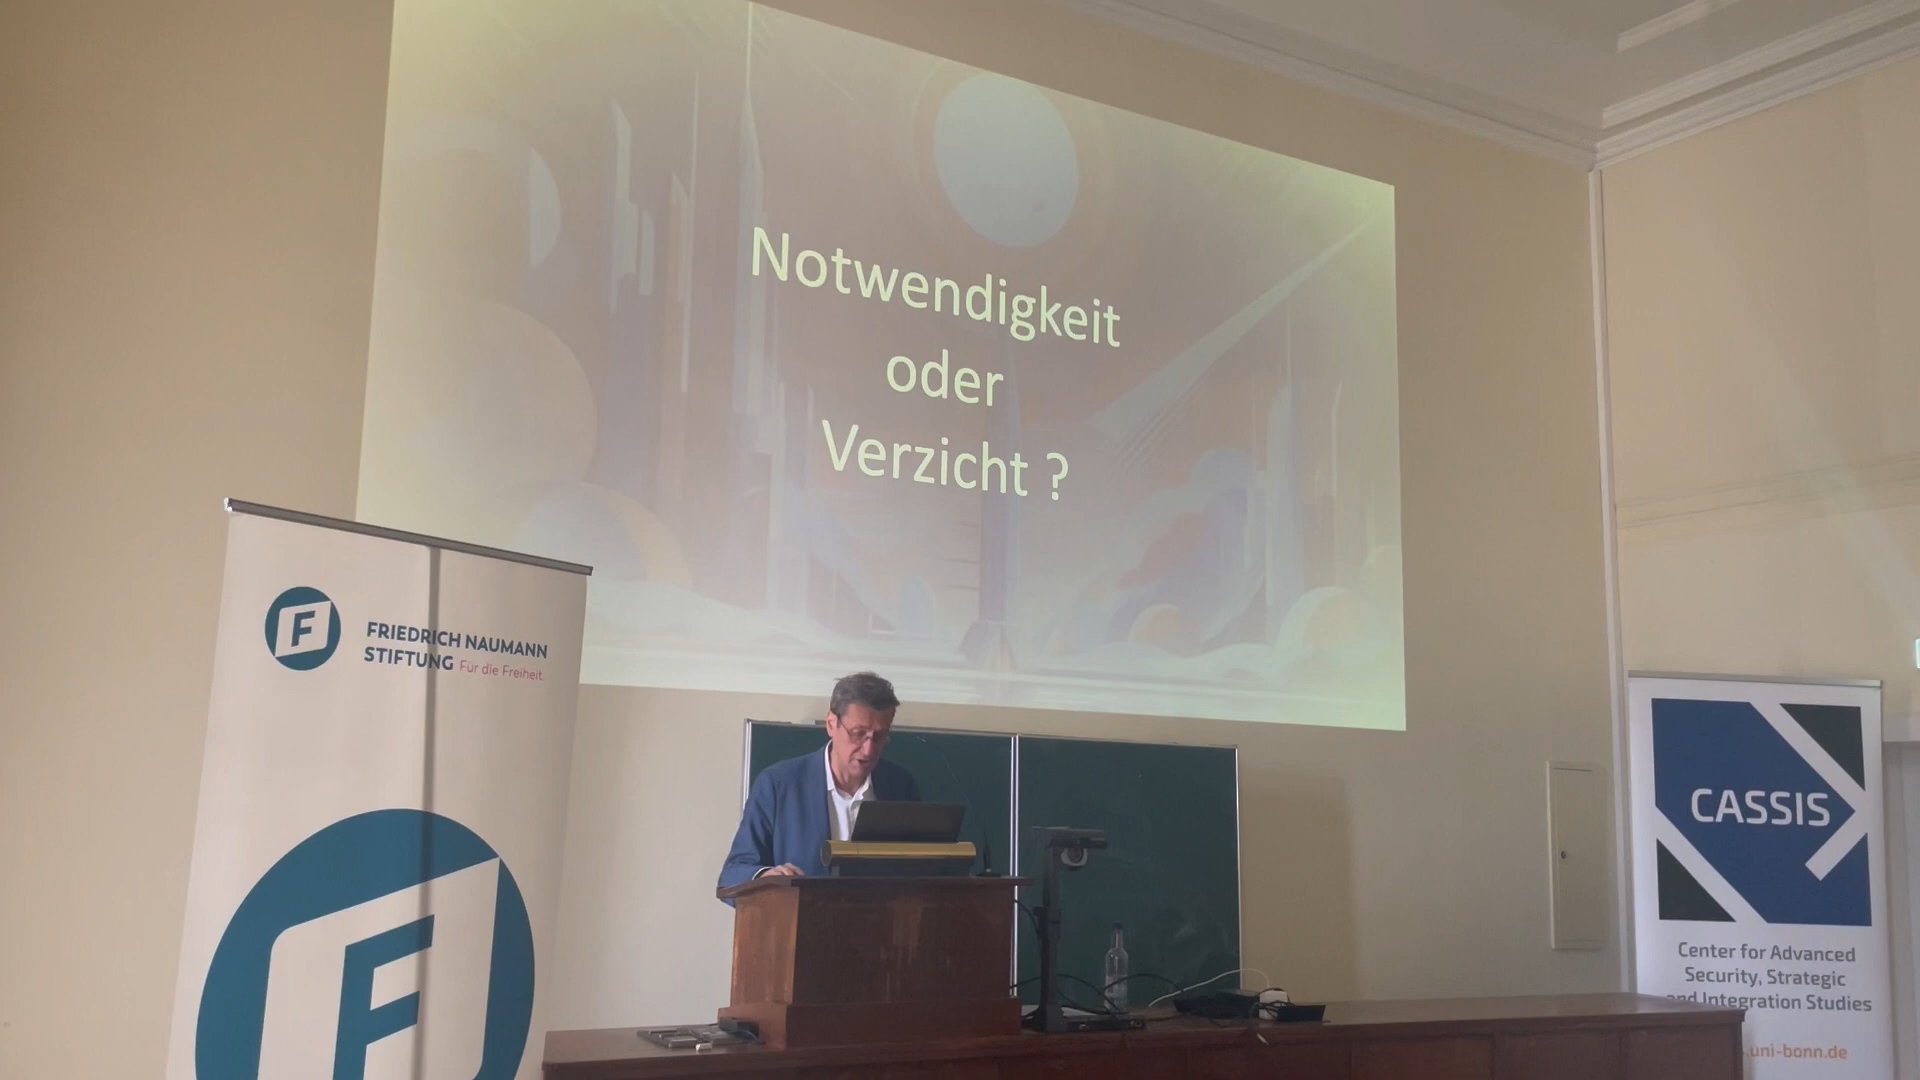 Notwendigkeit
oder
Verzicht ?
F
FRIEDRICH NAUMANN
STIFTUNG Für die Freiheit.
F
CASSIS
Center for Advanced
Security, Strategic
and Integration Studies
.uni-bonn.de